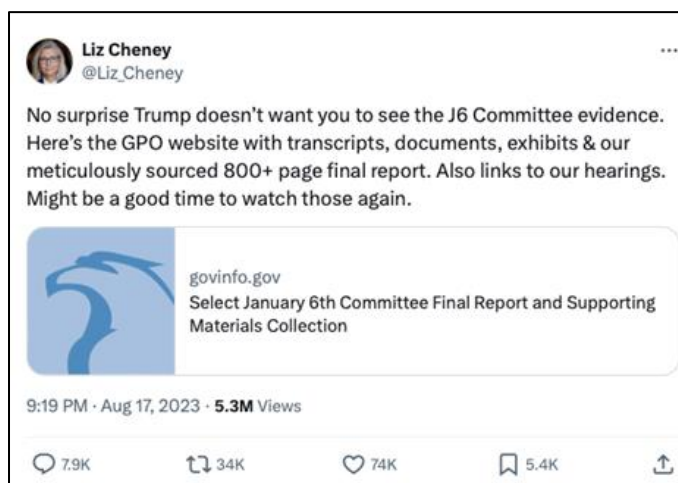 Liz Cheney
@Liz_Cheney
No surprise Trump doesn’t want you to see the J6 Committee evidence.
Here’s the GPO website with transcripts, documents, exhibits & our
meticulously sourced 800+ page final report. Also links to our hearings.
Might be a good time to watch those again.
govinfo.gov
Select January 6th Committee Final Report and Supporting
Materials Collection
9:19 PM · Aug 17, 2023 · 5.3M Views
7.9K 34K 74K 5.4K